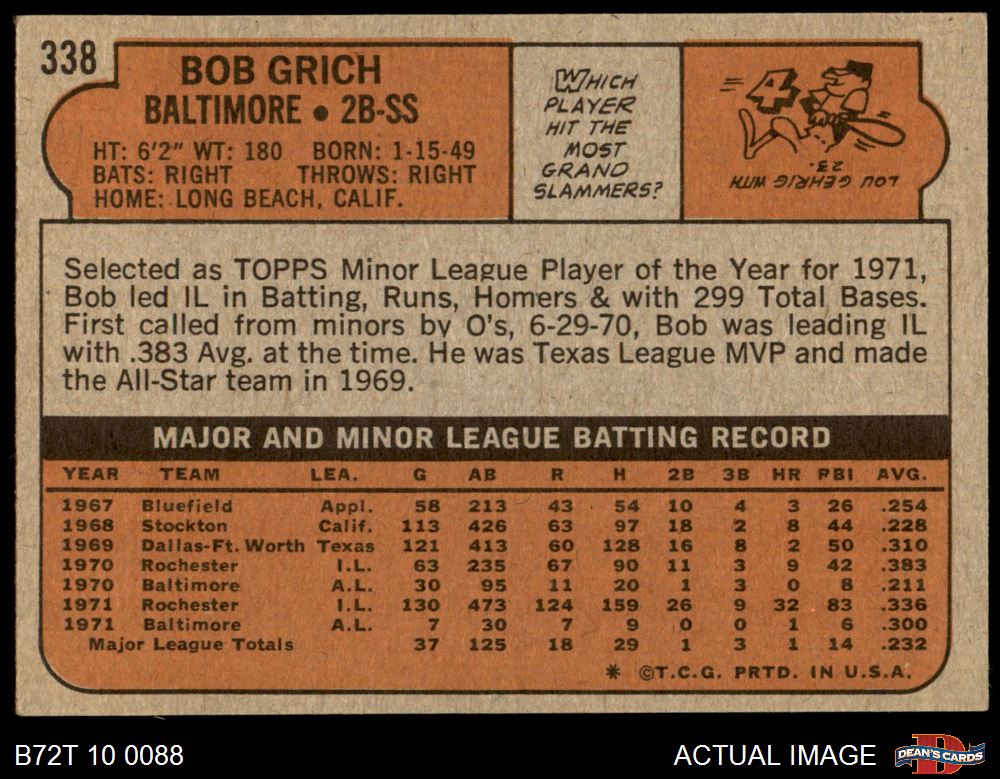 338
BOB GRICH
BALTIMORE • 2B-SS
HT: 6'2" WT: 180 BORN: 1-15-49
BATS: RIGHT THROWS: RIGHT
HOME: LONG BEACH, CALIF.
WHICH
PLAYER
HIT THE
MOST
GRAND
SLAMMERS?
4
LOU GEHRIG WITH
23.
Selected as TOPPS Minor League Player of the Year for 1971,
Bob led IL in Batting, Runs, Homers & with 299 Total Bases.
First called from minors by O's, 6-29-70, Bob was leading IL
with .383 Avg. at the time. He was Texas League MVP and made
the All-Star team in 1969.
MAJOR AND MINOR LEAGUE BATTING RECORD
YEAR TEAM LEA. G AB R H 2B 3B HR RBI AVG.
1967 Bluefield Appl. 58 213 43 54 10 4 3 26 .254
1968 Stockton Calif. 113 426 63 97 18 2 8 44 .228
1969 Dallas-Ft. Worth Texas 121 413 60 128 16 8 2 50 .310
1970 Rochester I.L. 63 235 67 90 11 3 9 42 .383
1970 Baltimore A.L. 30 95 11 20 1 3 0 8 .211
1971 Rochester I.L. 130 473 124 159 26 9 32 83 .336
1971 Baltimore A.L. 7 30 7 9 0 0 1 6 .300
Major League Totals 37 125 18 29 1 3 1 14 .232
* ©T.C.G. PRTD. IN U.S.A.
B72T 10 0088
ACTUAL IMAGE
DEAN'S CARDS